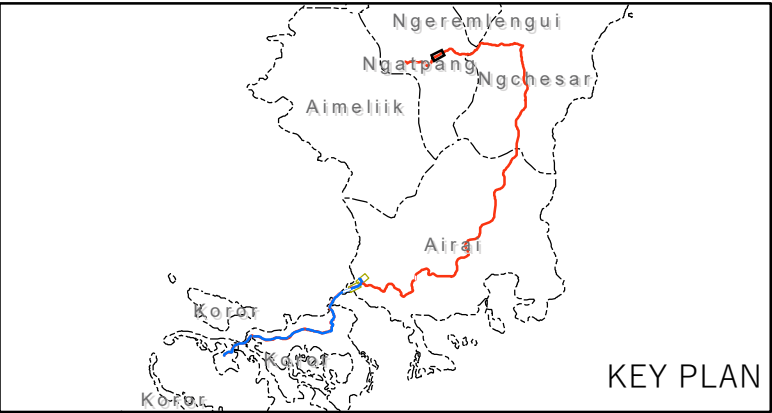 Ngeremlengui
Ngatpang
Ngchesar
Aimeliik
Airai
Koror
Koror
Koror
KEY PLAN